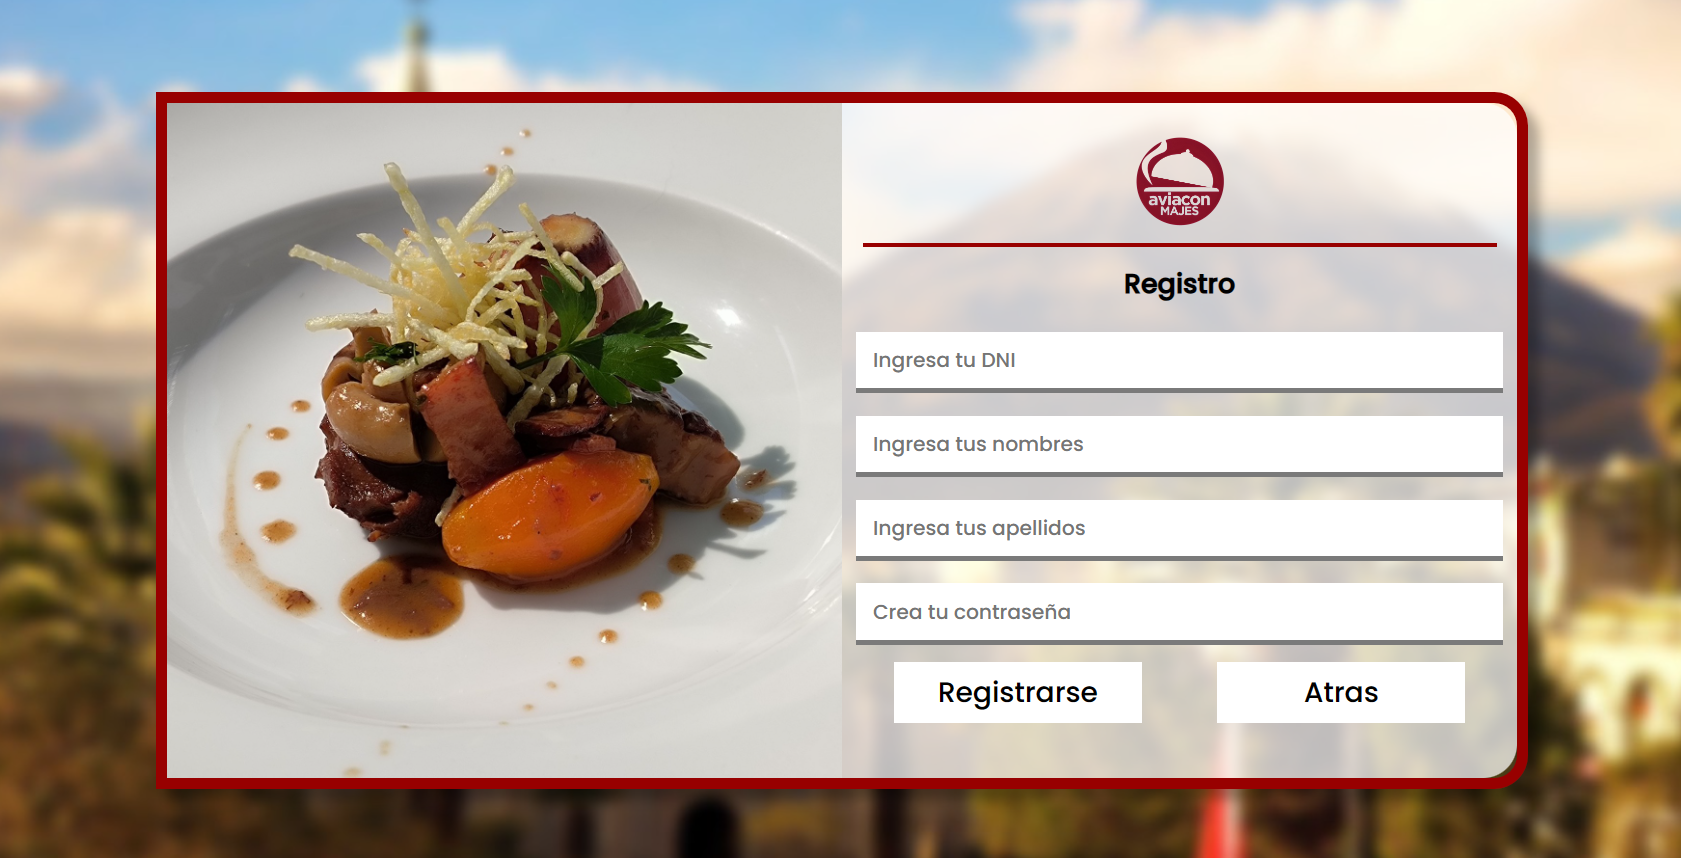 aviacon
MAJES
Registro
Ingresa tu DNI
Ingresa tus nombres
Ingresa tus apellidos
Crea tu contraseña
Registrarse
Atras